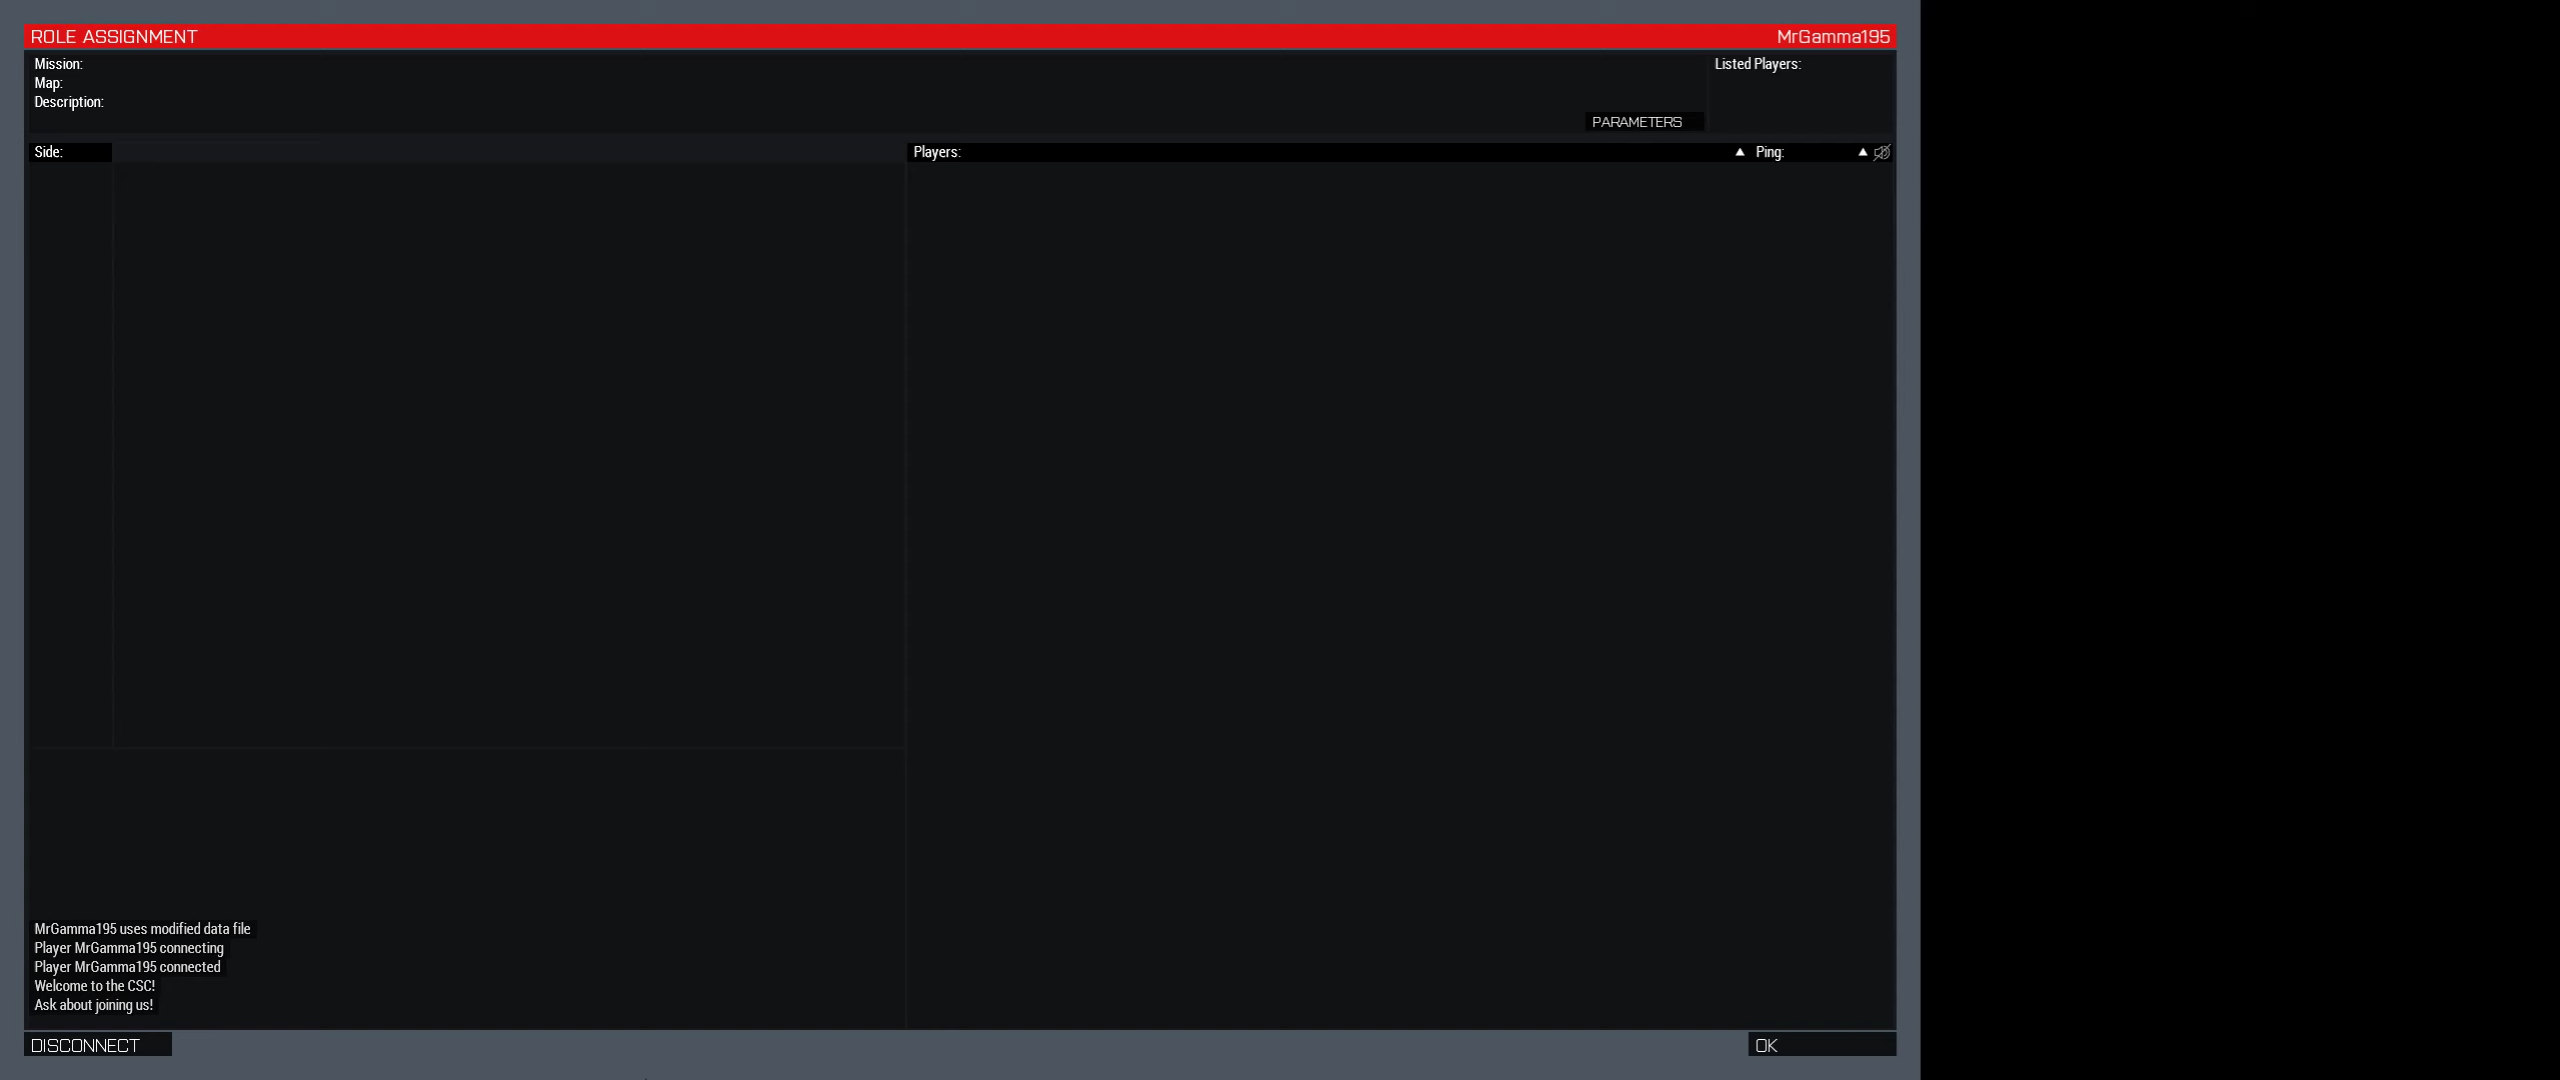 ROLE ASSIGNMENT MrGamma195
Mission: Listed Players:
Map:
Description:
PARAMETERS
Side: Players: ▲ Ping: ▲
MrGamma195 uses modified data file
Player MrGamma195 connecting
Player MrGamma195 connected
Welcome to the CSC!
Ask about joining us!
DISCONNECT OK